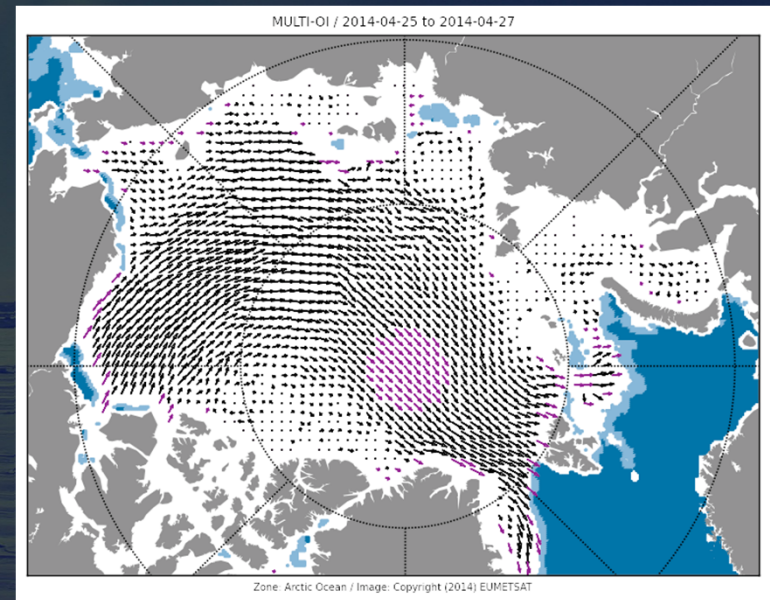 MULTI-OI / 2014-04-25 to 2014-04-27
Zone: Arctic Ocean / Image: Copyright (2014) EUMETSAT